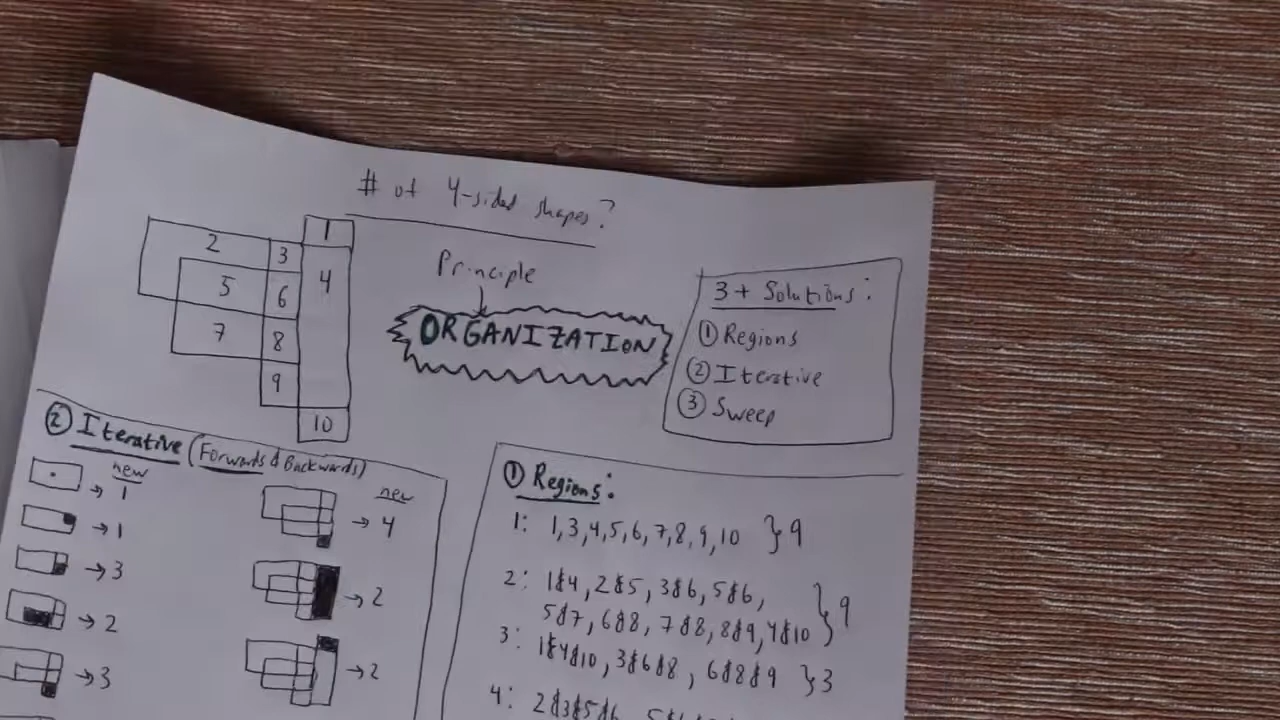 # of 4-sided shapes?
1
2
3
4
5
6
7
8
9
10
Principle
ORGANIZATION
3+ Solutions:
① Regions
② Iterative
③ Sweep
② Iterative (Forwards & Backwards)
new
→ 1
→ 1
→ 3
→ 2
→ 3
new
→ 4
→ 2
→ 2
① Regions:
1: 1,3,4,5,6,7,8,9,10 } 9
2: 1&4, 2&5, 3&6, 5&6,
5&7, 6&8, 7&8, 8&9, 4&10 } 9
3: 1&4&10, 3&6&8, 6&8&9 } 3
4: 2&3&5&6